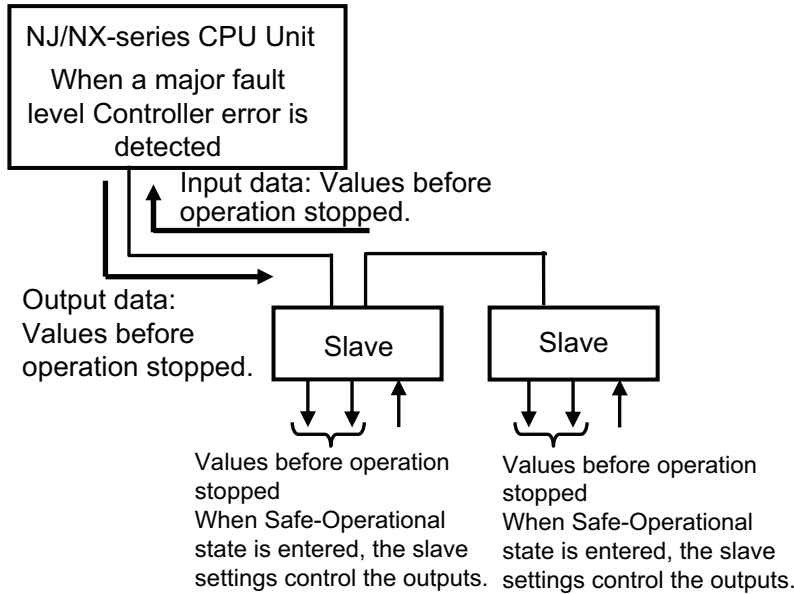 NJ/NX-series CPU Unit
When a major fault
level Controller error is
detected
Input data: Values before
operation stopped.
Output data:
Values before
operation stopped.
Slave
Slave
Values before operation
stopped
When Safe-Operational
state is entered, the slave
settings control the outputs.
Values before operation
stopped
When Safe-Operational
state is entered, the slave
settings control the outputs.